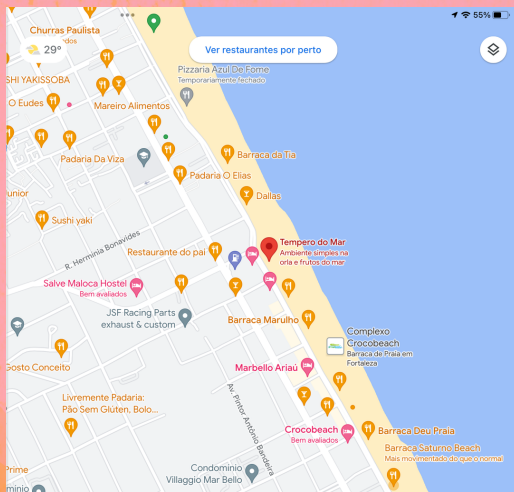 55%
Churras Paulista
ndos
29°
Ver restaurantes por perto
Pizzaria Azul De Fome
Temporariamente fechado
SHI YAKISSOBA
O Eudes
Mareiro Alimentos
Padaria Da Viza
Barraca da Tia
Padaria O Elias
unior
Dallas
Sushi yaki
R. Herminia Bonavides
Restaurante do pai
Tempero do Mar
Ambiente simples na
orla e frutos do mar
Salve Maloca Hostel
Bem avaliados
JSF Racing Parts
exhaust & custom
Barraca Marulho
Complexo
Crocobeach
Barraca de Praia em
Fortaleza
Gosto Conceito
Marbello Ariaú
Livremente Padaria:
Pão Sem Glúten, Bolo...
Av. Pintor Antônio Bandeira
Crocobeach
Bem avaliados
Barraca Deu Praia
Barraca Saturno Beach
Mais movimentado do que o normal
Prime
Condominio
Villaggio Mar Bello
minio